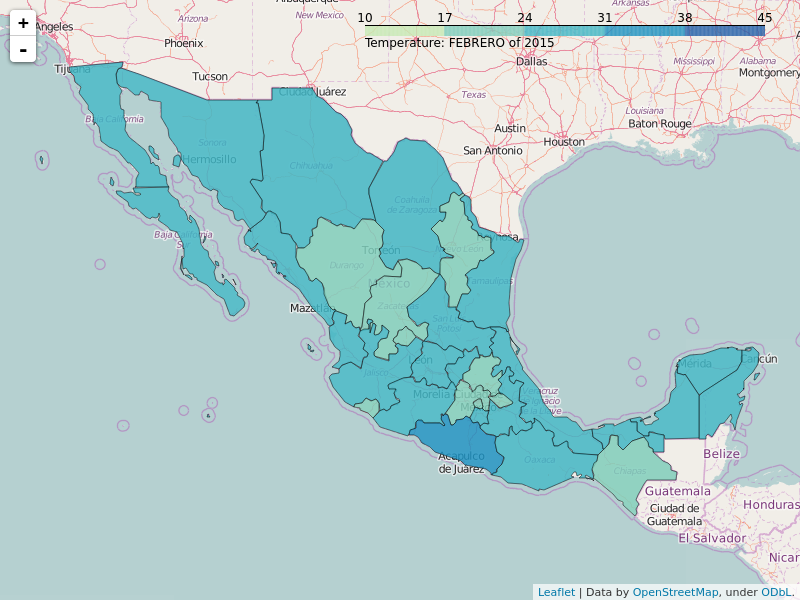 +
-
10 17 24 31 38 45
Temperature: FEBRERO of 2015
Arizona
New Mexico
Arkansas
Angeles
Phoenix
Tucson
Tijuana
Ciudad Juárez
Texas
Dallas
Mississippi
Alabama
Montgomery
Louisiana
Baton Rouge
Austin
Houston
San Antonio
Baja California
Sonora
Hermosillo
Chihuahua
Coahuila
de Zaragoza
Baja California
Sur
Torreón
Durango
Nuevo León
Reynosa
México
Tamaulipas
Zacatecas
Mazatlán
San Luis
Potosí
León
Jalisco
Morelia
Ciudad
México
Veracruz
de Ignacio
de la Llave
Mérida
Cancún
Acapulco
de Juárez
Oaxaca
Chiapas
Belize
Guatemala
Ciudad de
Guatemala
Honduras
El Salvador
Nicar
Leaflet | Data by OpenStreetMap, under ODbL.